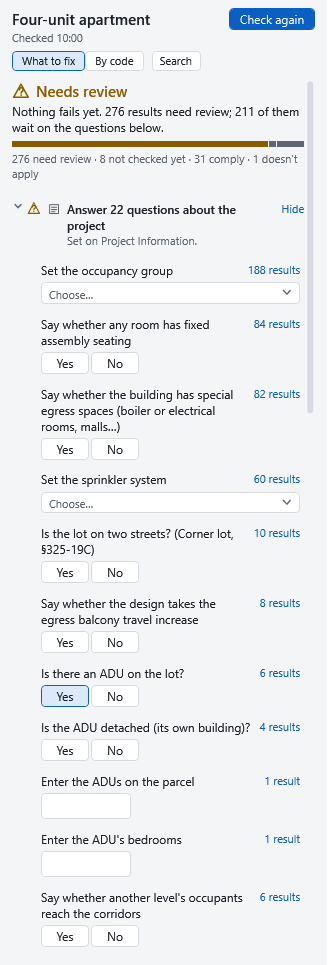 Four-unit apartment
Check again
Checked 10:00
What to fix
By code
Search
Needs review
Nothing fails yet. 276 results need review; 211 of them
wait on the questions below.
276 need review · 8 not checked yet · 31 comply · 1 doesn't
apply
Answer 22 questions about the
project
Hide
Set on Project Information.
Set the occupancy group
188 results
Choose...
Say whether any room has fixed
assembly seating
84 results
Yes
No
Say whether the building has special
egress spaces (boiler or electrical
rooms, malls...)
82 results
Yes
No
Set the sprinkler system
60 results
Choose...
Is the lot on two streets? (Corner lot,
§325-19C)
10 results
Yes
No
Say whether the design takes the
egress balcony travel increase
8 results
Yes
No
Is there an ADU on the lot?
6 results
Yes
No
Is the ADU detached (its own building)?
4 results
Yes
No
Enter the ADUs on the parcel
1 result
Enter the ADU's bedrooms
1 result
Say whether another level's occupants
reach the corridors
6 results
Yes
No